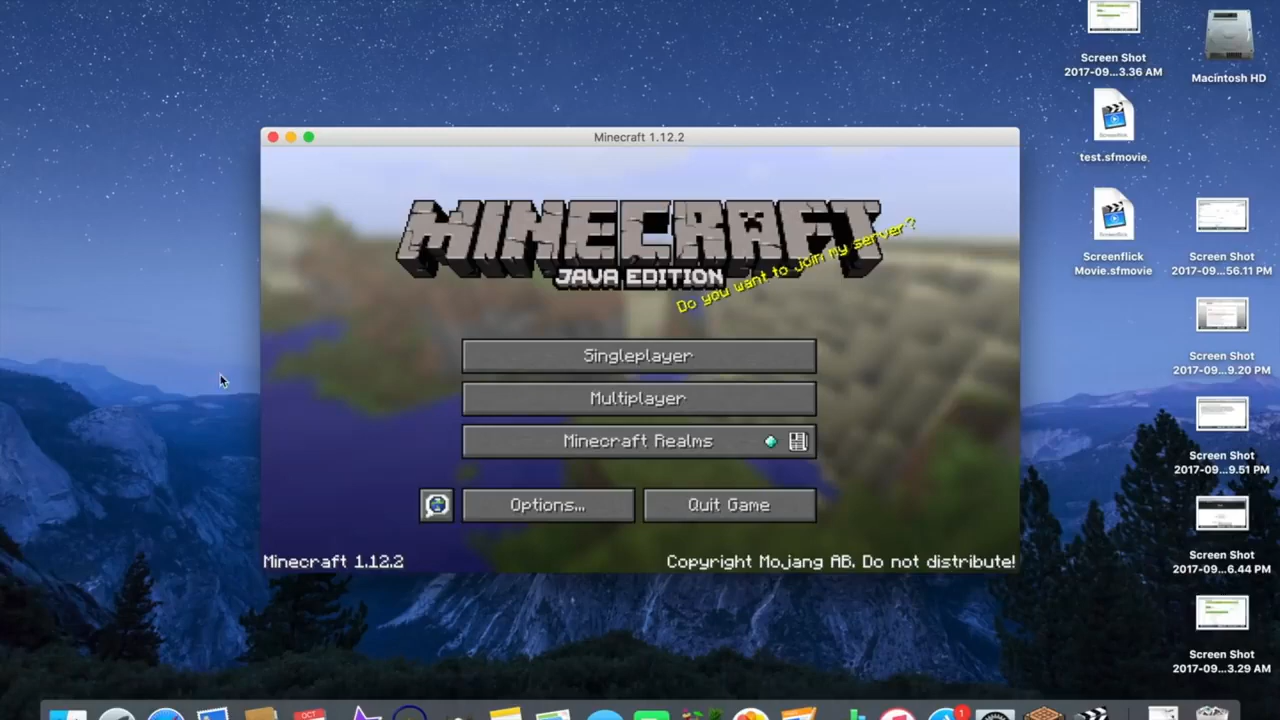 Screen Shot
2017-09...3.36 AM
Macintosh HD
Minecraft 1.12.2
Screenflick
test.sfmovie
MINECRAFT
JAVA EDITION
Do you want to join my server?
Screenflick
Screenflick
Movie.sfmovie
Screen Shot
2017-09...56.11 PM
Singleplayer
Screen Shot
2017-09...9.20 PM
Multiplayer
Minecraft Realms
Screen Shot
2017-09...9.51 PM
Options...
Quit Game
Minecraft 1.12.2
Copyright Mojang AB. Do not distribute!
Screen Shot
2017-09...6.44 PM
Screen Shot
2017-09...3.29 AM
OCT
1